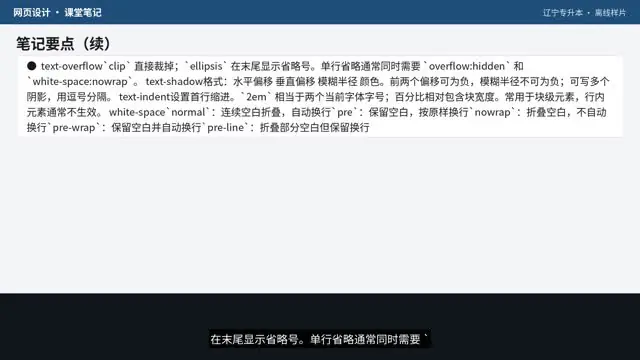 网页设计 · 课堂笔记
辽宁专升本 · 离线样片
笔记要点（续）
● text-overflow`clip` 直接裁掉；`ellipsis` 在末尾显示省略号。单行省略通常同时需要 `overflow:hidden` 和
`white-space:nowrap`。 text-shadow格式：水平偏移 垂直偏移 模糊半径 颜色。前两个偏移可为负，模糊半径不可为负；可写多个
阴影，用逗号分隔。 text-indent设置首行缩进。`2em` 相当于两个当前字体字号；百分比相对包含块宽度。常用于块级元素，行内
元素通常不生效。 white-space`normal`：连续空白折叠，自动换行`pre`：保留空白，按原样换行`nowrap`：折叠空白，不自动
换行`pre-wrap`：保留空白并自动换行`pre-line`：折叠部分空白但保留换行
在末尾显示省略号。单行省略通常同时需要 `